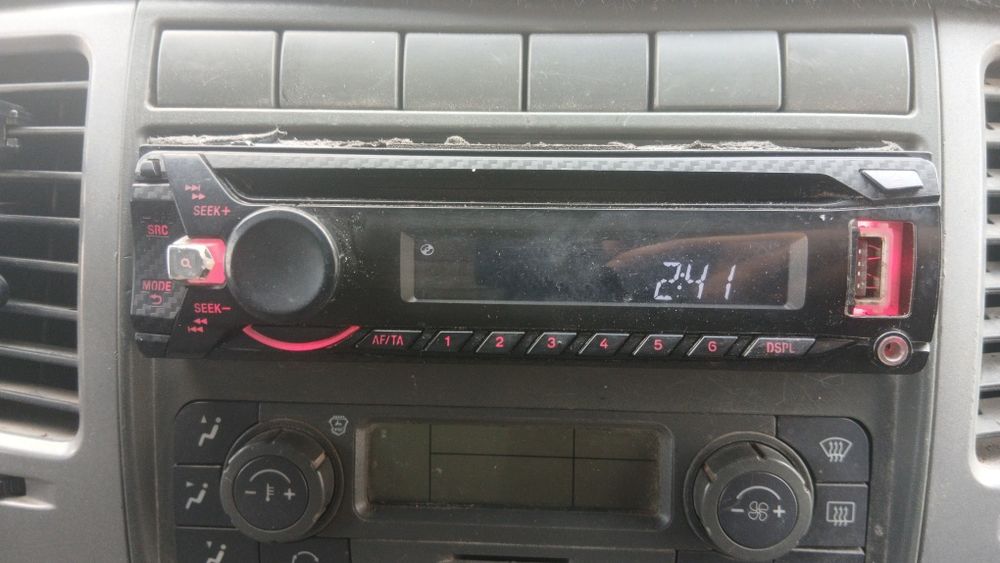 SEEK+
SRC
MODE
SEEK-
2:41
AF/TA 1 2 3 4 5 6 DSPL
- +
- +